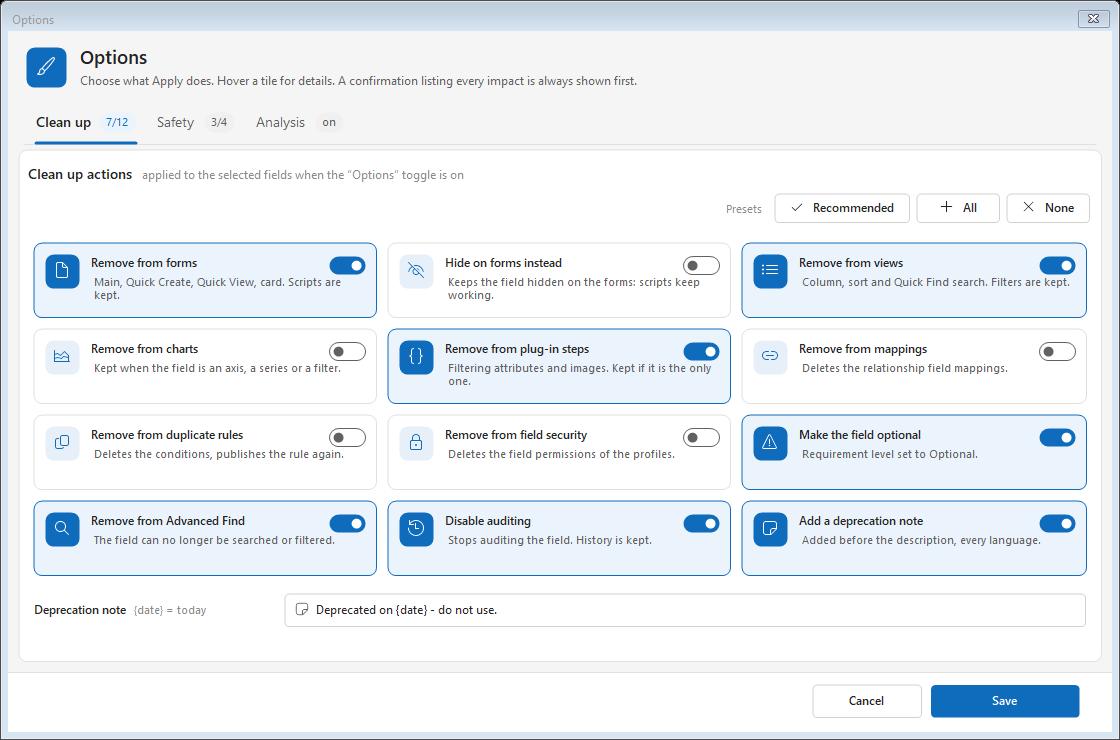 Options
Options
Choose what Apply does. Hover a tile for details. A confirmation listing every impact is always shown first.
Clean up 7/12 Safety 3/4 Analysis on
Clean up actions applied to the selected fields when the “Options” toggle is on
Presets Recommended All None
Remove from forms
Main, Quick Create, Quick View, card. Scripts are
kept.
Hide on forms instead
Keeps the field hidden on the forms: scripts keep
working.
Remove from views
Column, sort and Quick Find search. Filters are kept.
Remove from charts
Kept when the field is an axis, a series or a filter.
Remove from plug-in steps
Filtering attributes and images. Kept if it is the only
one.
Remove from mappings
Deletes the relationship field mappings.
Remove from duplicate rules
Deletes the conditions, publishes the rule again.
Remove from field security
Deletes the field permissions of the profiles.
Make the field optional
Requirement level set to Optional.
Remove from Advanced Find
The field can no longer be searched or filtered.
Disable auditing
Stops auditing the field. History is kept.
Add a deprecation note
Added before the description, every language.
Deprecation note {date} = today
Deprecated on {date} - do not use.
Cancel Save